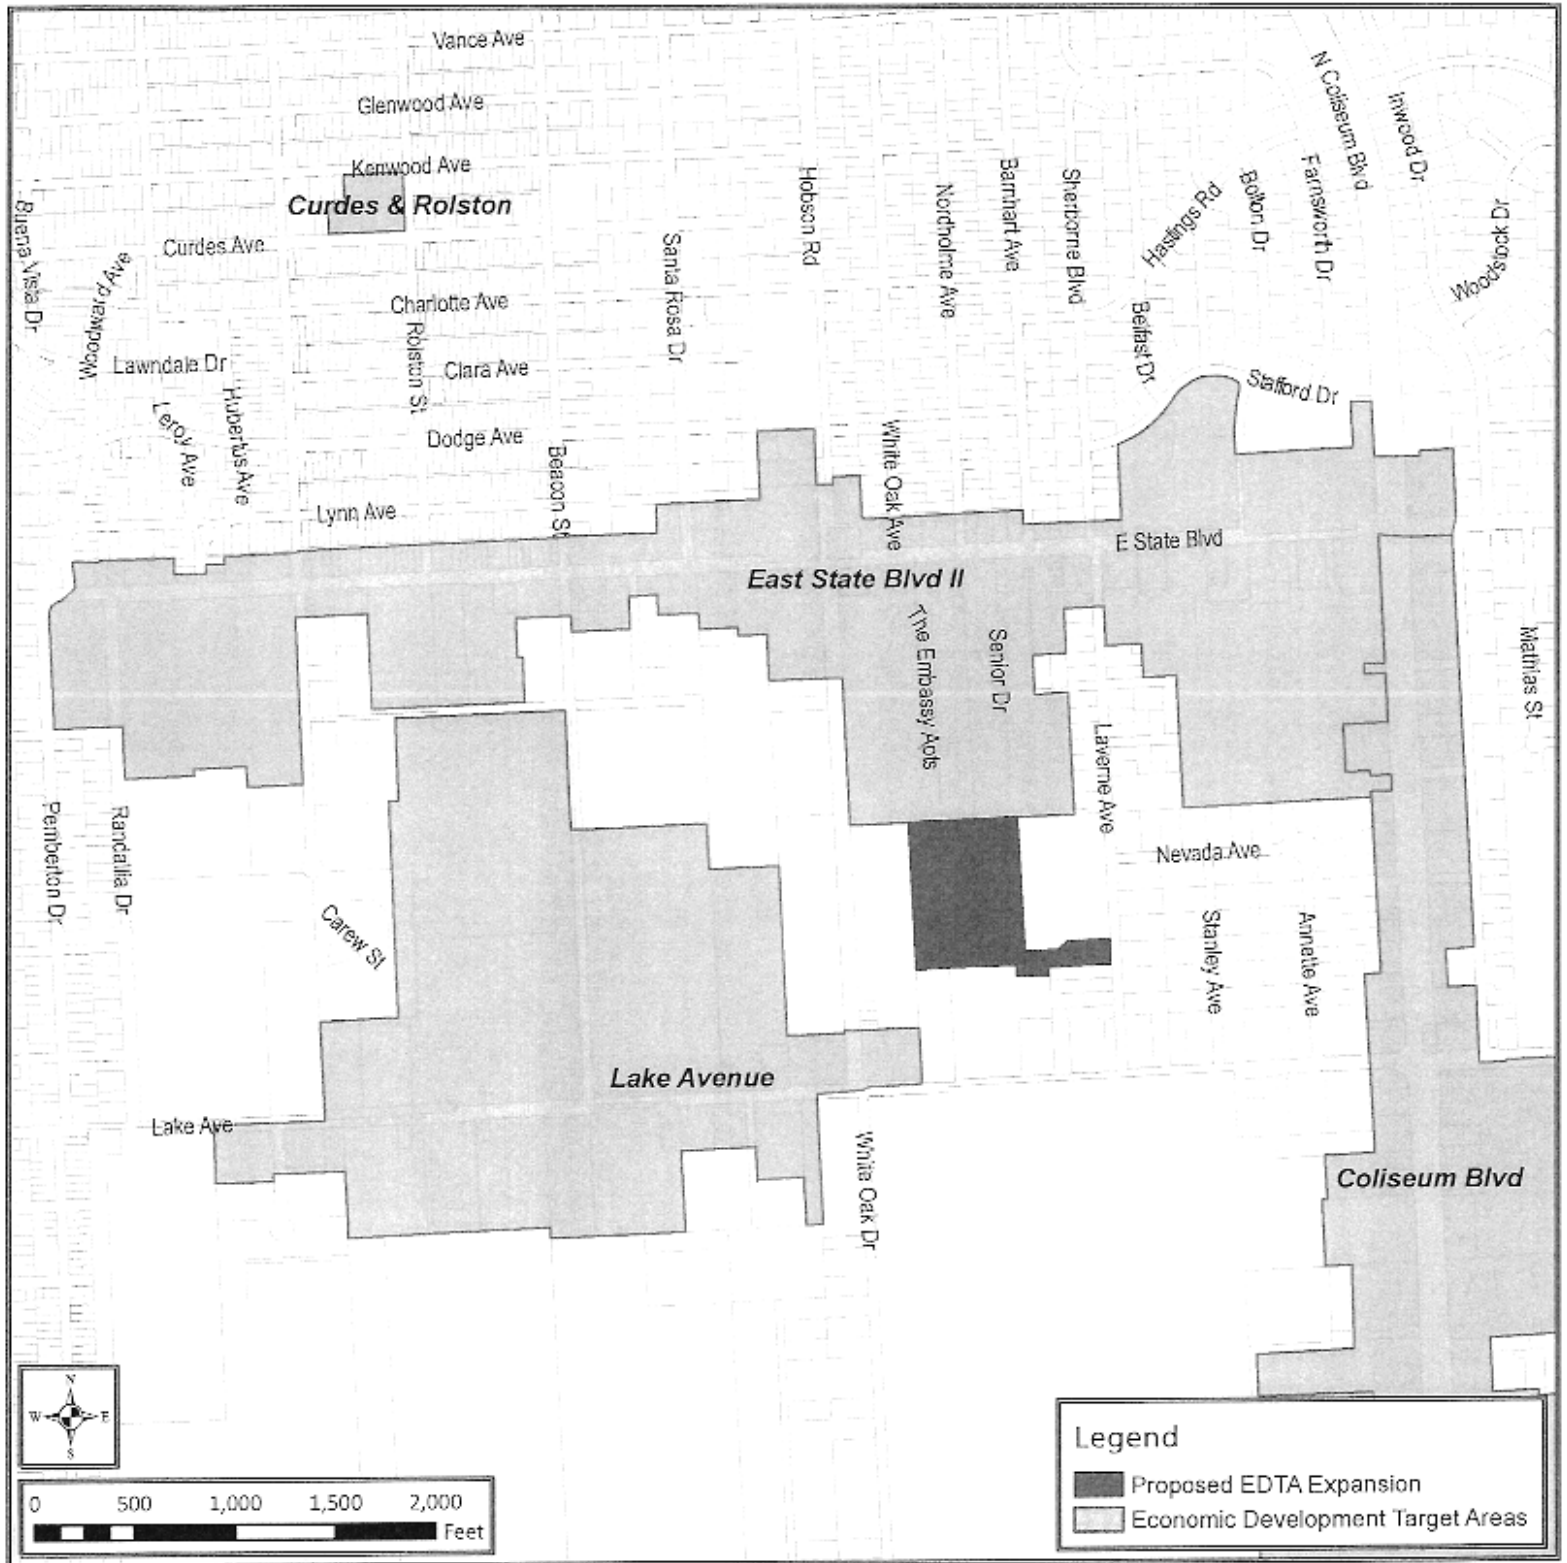 Vance Ave
Glenwood Ave
Kenwood Ave
Curdes & Rolston
Curdes Ave
Buena Vista Dr
Woodward Ave
Charlotte Ave
Rolston St
Lawndale Dr
Clara Ave
Leroy Ave
Hubertus Ave
Dodge Ave
Lynn Ave
Beacon St
Santa Rosa Dr
Hobson Rd
White Oak Ave
Nordholme Ave
Barnhart Ave
Sherborne Blvd
Hastings Rd
Belfast Dr
Bolton Dr
Farnsworth Dr
N Coliseum Blvd
Inwood Dr
Woodstock Dr
Stafford Dr
E State Blvd
East State Blvd II
The Embassy Apts
Senior Dr
Mathias St
Laverne Ave
Nevada Ave
Stanley Ave
Annette Ave
Pemberton Dr
Randallia Dr
Carew St
Lake Avenue
Lake Ave
White Oak Dr
Coliseum Blvd
N
W E
S
0 500 1,000 1,500 2,000
Feet
Legend
Proposed EDTA Expansion
Economic Development Target Areas